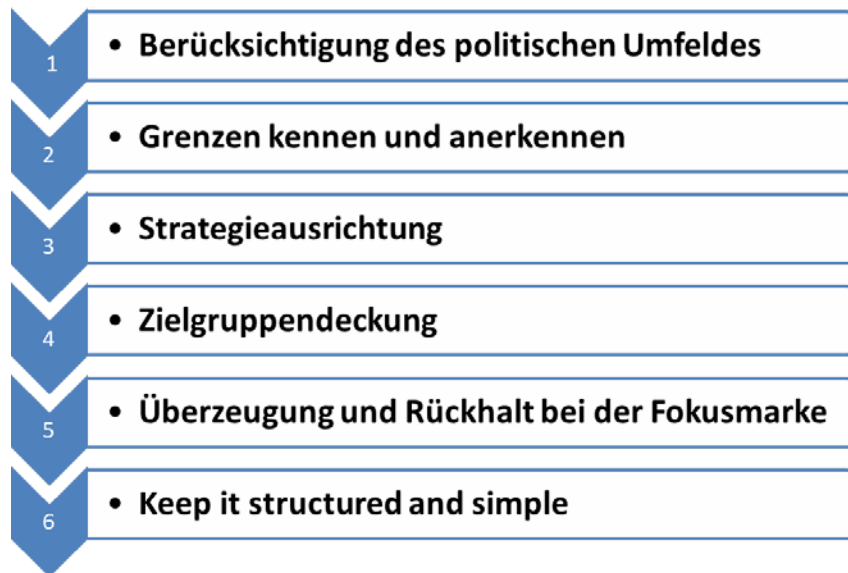 1 • Berücksichtigung des politischen Umfeldes
2 • Grenzen kennen und anerkennen
3 • Strategieausrichtung
4 • Zielgruppendeckung
5 • Überzeugung und Rückhalt bei der Fokusmarke
6 • Keep it structured and simple